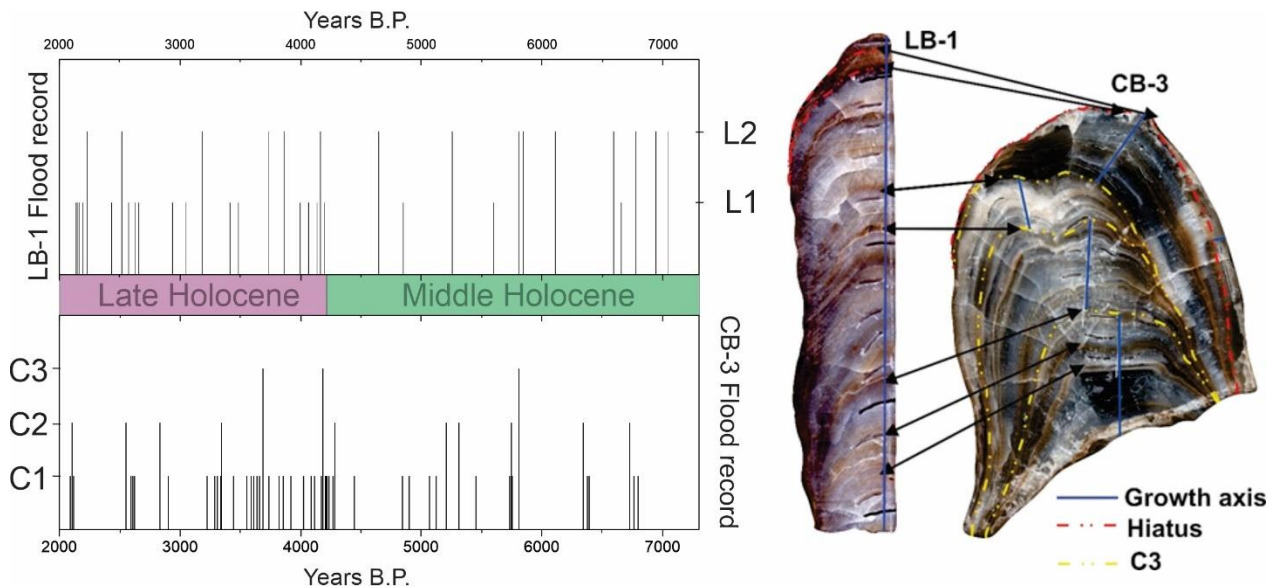 Years B.P.
2000 3000 4000 5000 6000 7000
LB-1 Flood record
L2
L1
Late Holocene Middle Holocene
CB-3 Flood record
C3
C2
C1
2000 3000 4000 5000 6000 7000
Years B.P.
LB-1
CB-3
Growth axis
Hiatus
C3